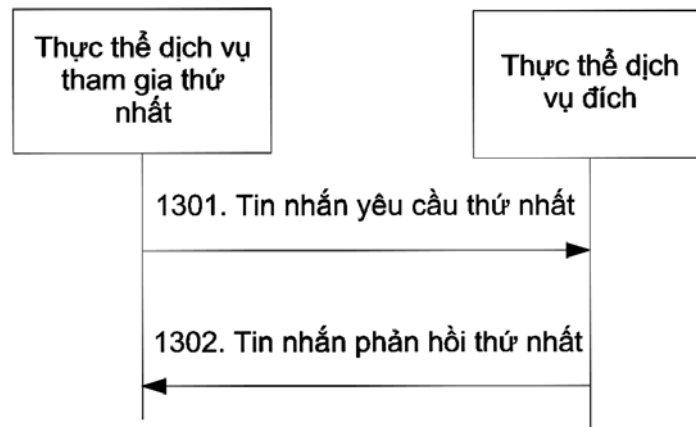 Thực thể dịch vụ
tham gia thứ
nhất
Thực thể dịch
vụ đích
1301. Tin nhắn yêu cầu thứ nhất
1302. Tin nhắn phản hồi thứ nhất